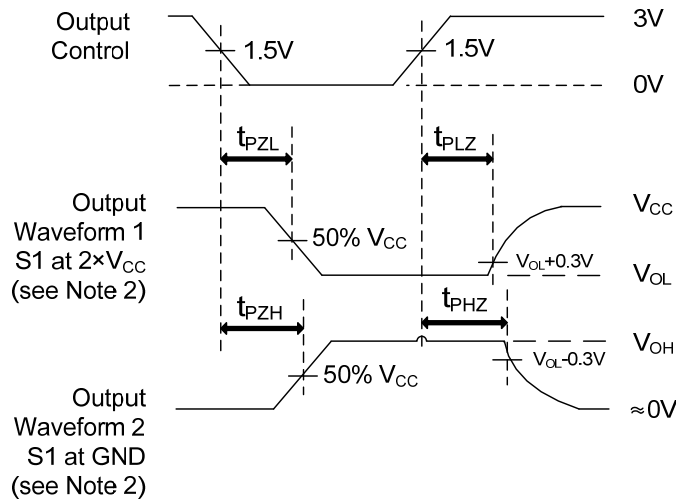 Output
Control
1.5V
1.5V
3V
0V
tPZL
tPLZ
Output
Waveform 1
S1 at 2×VCC
(see Note 2)
50% VCC
VCC
VOL+0.3V
VOL
tPZH
tPHZ
VOH
50% VCC
VOL-0.3V
Output
Waveform 2
S1 at GND
(see Note 2)
≈0V